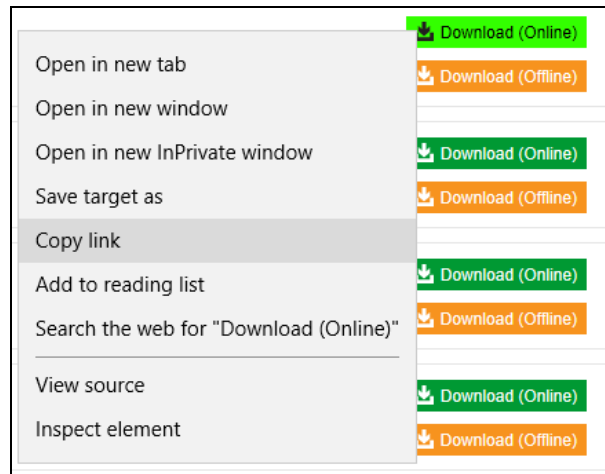 Download (Online)
Download (Offline)
Open in new tab
Open in new window
Open in new InPrivate window
Save target as
Copy link
Add to reading list
Search the web for "Download (Online)"
View source
Inspect element
Download (Online)
Download (Offline)
Download (Online)
Download (Offline)
Download (Online)
Download (Offline)